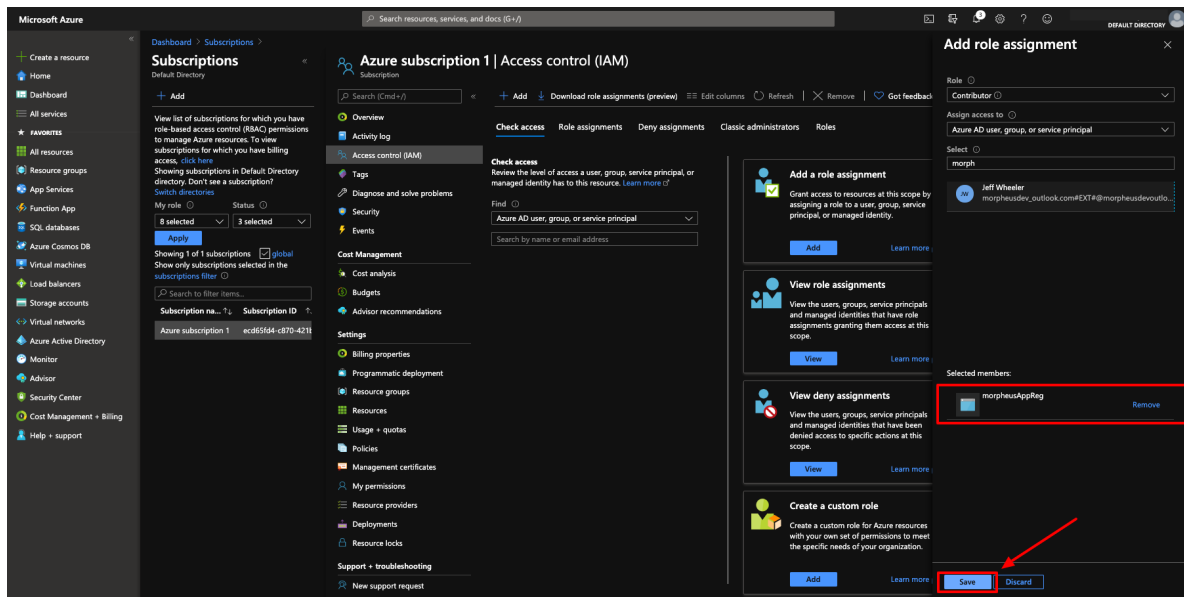 Microsoft Azure
Search resources, services, and docs (G+/)
DEFAULT DIRECTORY
Create a resource
Home
Dashboard
All services
FAVORITES
All resources
Resource groups
App Services
Function App
SQL databases
Azure Cosmos DB
Virtual machines
Load balancers
Storage accounts
Virtual networks
Azure Active Directory
Monitor
Advisor
Security Center
Cost Management + Billing
Help + support
Dashboard > Subscriptions >
Subscriptions
Default Directory
+ Add
View list of subscriptions for which you have
role-based access control (RBAC) permissions
to manage Azure resources. To view
subscriptions for which you have billing
access, click here
Showing subscriptions in Default Directory
directory. Don't see a subscription?
Switch directories
My role
Status
8 selected
3 selected
Apply
Showing 1 of 1 subscriptions
global
Show only subscriptions selected in the
subscriptions filter
Search to filter items...
Subscription na... ↑↓ Subscription ID ↑
Azure subscription 1 ecd65fd4-c870-421
Azure subscription 1 | Access control (IAM)
Subscription
Search (Cmd+/)
Overview
Activity log
Access control (IAM)
Tags
Diagnose and solve problems
Security
Events
Cost Management
Cost analysis
Budgets
Advisor recommendations
Settings
Billing properties
Programmatic deployment
Resource groups
Resources
Usage + quotas
Policies
Management certificates
My permissions
Resource providers
Deployments
Resource locks
Support + troubleshooting
New support request
+ Add Download role assignments (preview) Edit columns Refresh | Remove | Got feedback
Check access Role assignments Deny assignments Classic administrators Roles
Check access
Review the level of access a user, group, service principal, or
managed identity has to this resource. Learn more
Find
Azure AD user, group, or service principal
Search by name or email address
Add a role assignment
Grant access to resources at this scope by
assigning a role to a user, group, service
principal, or managed identity.
Add
Learn more
View role assignments
View the users, groups, service principals
and managed identities that have role
assignments granting them access at this
scope.
View
Learn more
View deny assignments
View the users, groups, service principals
and managed identities that have been
denied access to specific actions at this
scope.
View
Learn more
Create a custom role
Create a custom role for Azure resources
with your own set of permissions to meet
the specific needs of your organization.
Add
Learn more
Add role assignment
Role
Contributor
Assign access to
Azure AD user, group, or service principal
Select
morph
JW
Jeff Wheeler
morpheusdev_outlook.com#EXT#@morpheusdevoutlo...
Selected members:
morpheusAppReg
Remove
Save
Discard